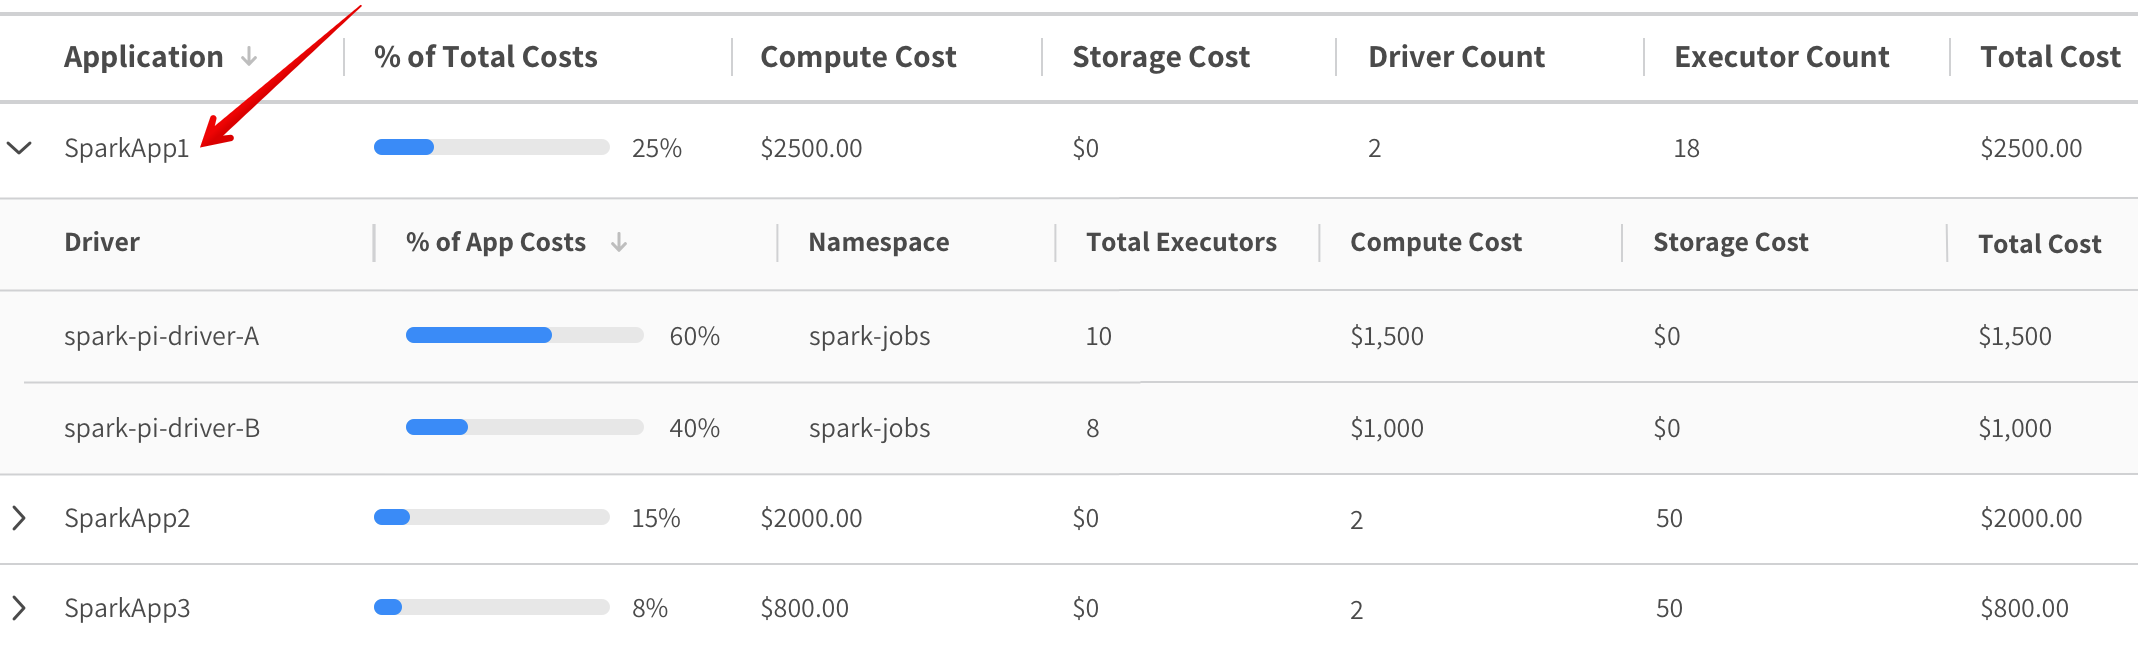 Application % of Total Costs Compute Cost Storage Cost Driver Count Executor Count Total Cost
SparkApp1 25% $2500.00 $0 2 18 $2500.00
Driver % of App Costs Namespace Total Executors Compute Cost Storage Cost Total Cost
spark-pi-driver-A 60% spark-jobs 10 $1,500 $0 $1,500
spark-pi-driver-B 40% spark-jobs 8 $1,000 $0 $1,000
SparkApp2 15% $2000.00 $0 2 50 $2000.00
SparkApp3 8% $800.00 $0 2 50 $800.00